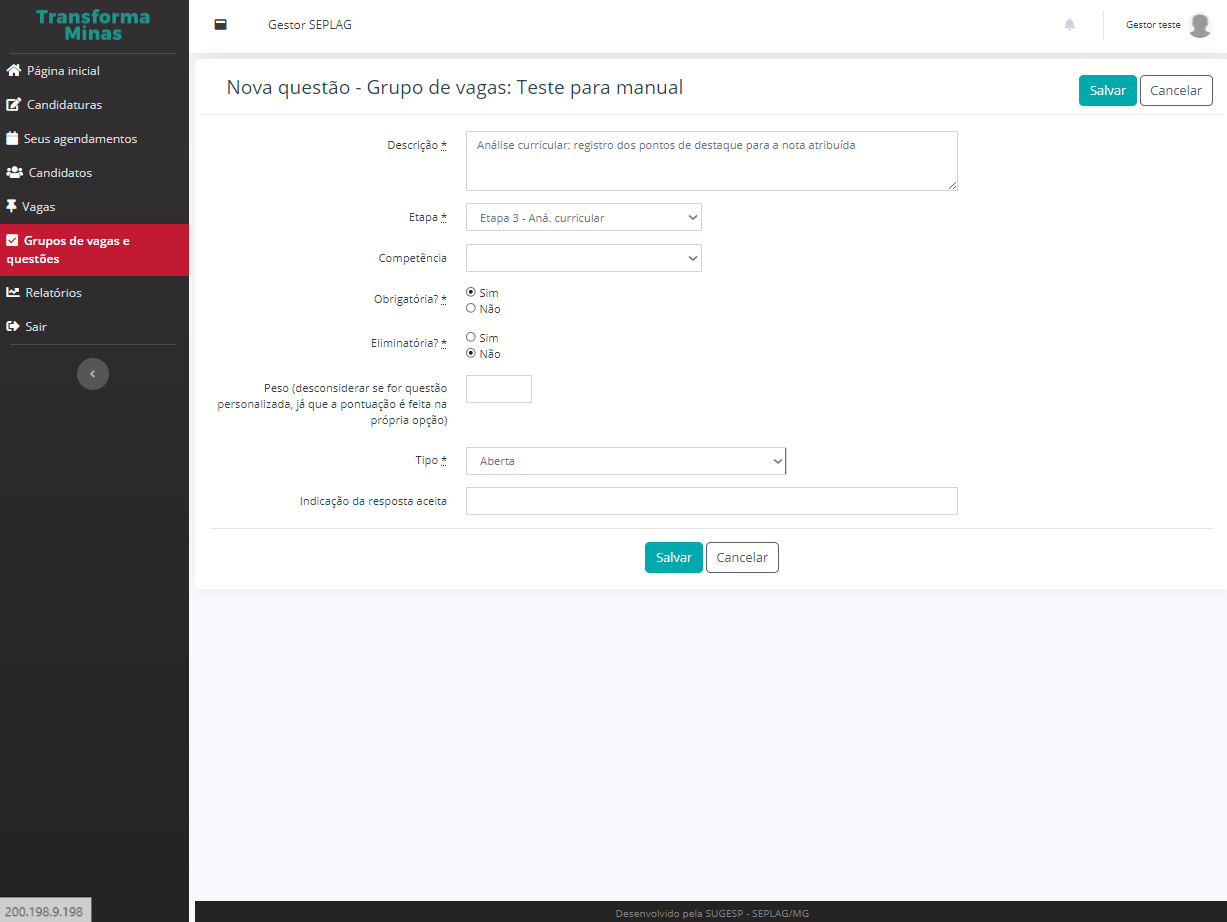 Transforma
Minas
Página inicial
Candidaturas
Seus agendamentos
Candidatos
Vagas
Grupos de vagas e
questões
Relatórios
Sair
Gestor SEPLAG
Gestor teste
Nova questão - Grupo de vagas: Teste para manual
Salvar
Cancelar
Descrição *
Análise curricular: registro dos pontos de destaque para a nota atribuída
Etapa *
Etapa 3 - Aná. curricular
Competência
Obrigatória? *
Sim
Não
Eliminatória? *
Sim
Não
Peso (desconsiderar se for questão
personalizada, já que a pontuação é feita na
própria opção)
Tipo *
Aberta
Indicação da resposta aceita
Salvar
Cancelar
200.198.9.198
Desenvolvido pela SUGESP - SEPLAG/MG